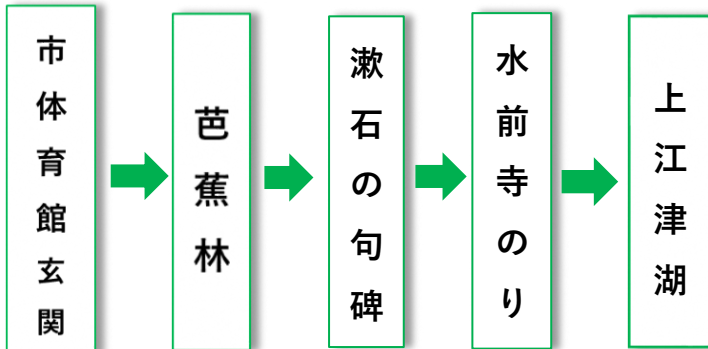 市体育館玄関
芭蕉林
漱石の句碑
水前寺のり
上江津湖